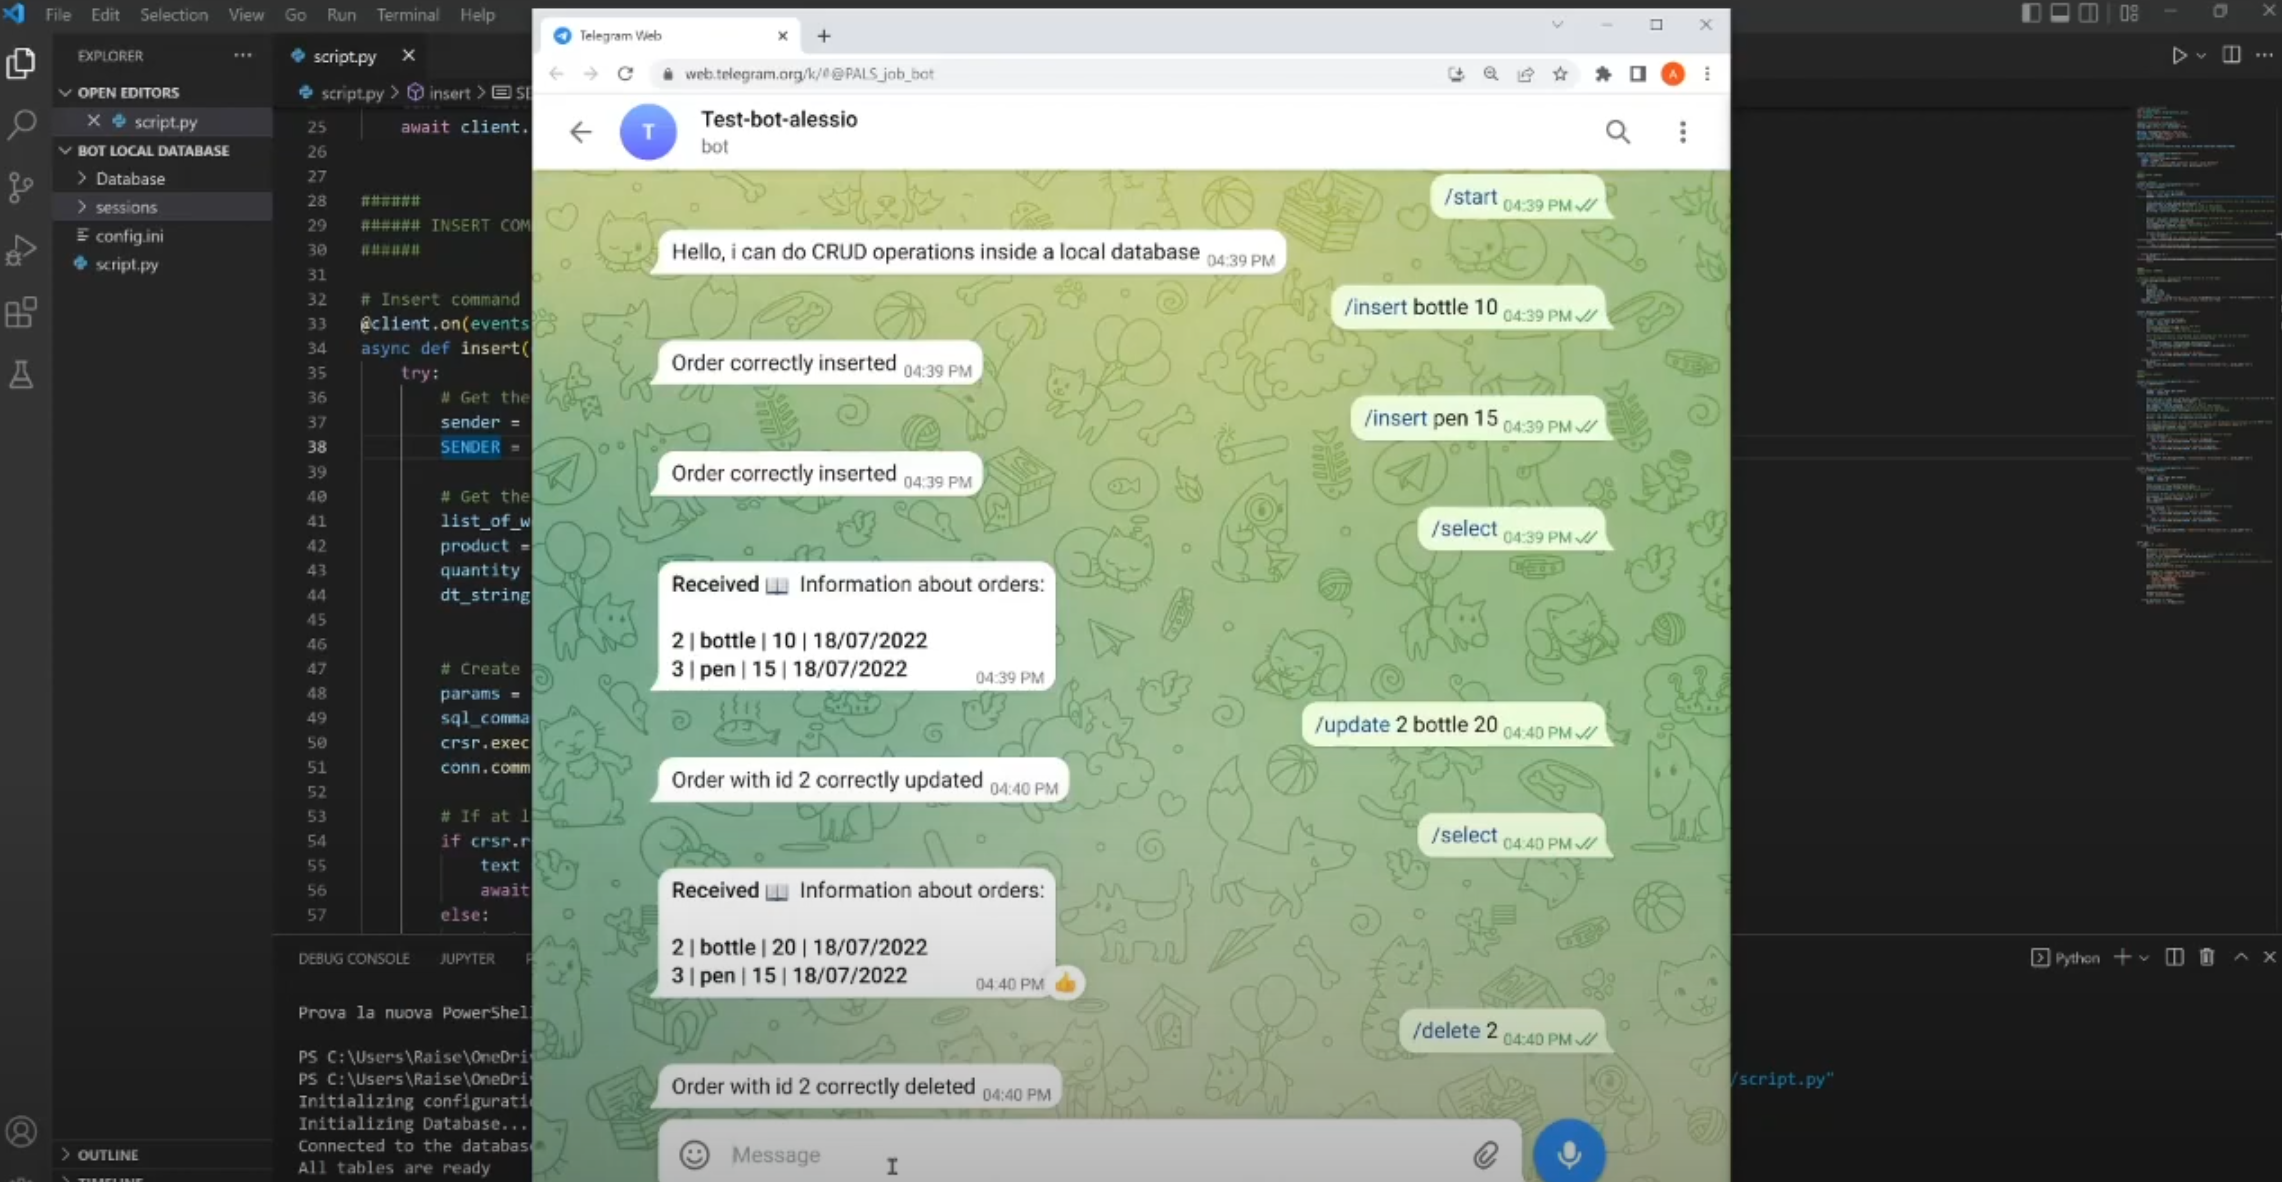 File Edit Selection View Go Run Terminal Help
EXPLORER
OPEN EDITORS
script.py
BOT LOCAL DATABASE
Database
sessions
config.ini
script.py
OUTLINE
script.py
script.py > insert >
25 await client.
26
27
28 ######
29 ###### INSERT COM
30 ######
31
32 # Insert command
33 @client.on(events
34 async def insert(
35 try:
36 # Get the
37 sender =
38 SENDER =
39
40 # Get the
41 list_of_w
42 product =
43 quantity
44 dt_string
45
46
47 # Create
48 params =
49 sql_comma
50 crsr.exec
51 conn.comm
52
53 # If at l
54 if crsr.r
55 text
56 await
57 else:
DEBUG CONSOLE JUPYTER
Prova la nuova PowerShel
PS C:\Users\Raise\OneDri
PS C:\Users\Raise\OneDri
Initializing configurati
Initializing Database...
Connected to the databas
All tables are ready
Telegram Web
web.telegram.org/k/#@PALS_job_bot
A
T
Test-bot-alessio
bot
/start 04:39 PM
Hello, i can do CRUD operations inside a local database 04:39 PM
/insert bottle 10 04:39 PM
Order correctly inserted 04:39 PM
/insert pen 15 04:39 PM
Order correctly inserted 04:39 PM
/select 04:39 PM
Received 📖 Information about orders:
2 | bottle | 10 | 18/07/2022
3 | pen | 15 | 18/07/2022
04:39 PM
/update 2 bottle 20 04:40 PM
Order with id 2 correctly updated 04:40 PM
/select 04:40 PM
Received 📖 Information about orders:
2 | bottle | 20 | 18/07/2022
3 | pen | 15 | 18/07/2022
04:40 PM 👍
/delete 2 04:40 PM
Order with id 2 correctly deleted 04:40 PM
Message
Python
/script.py"